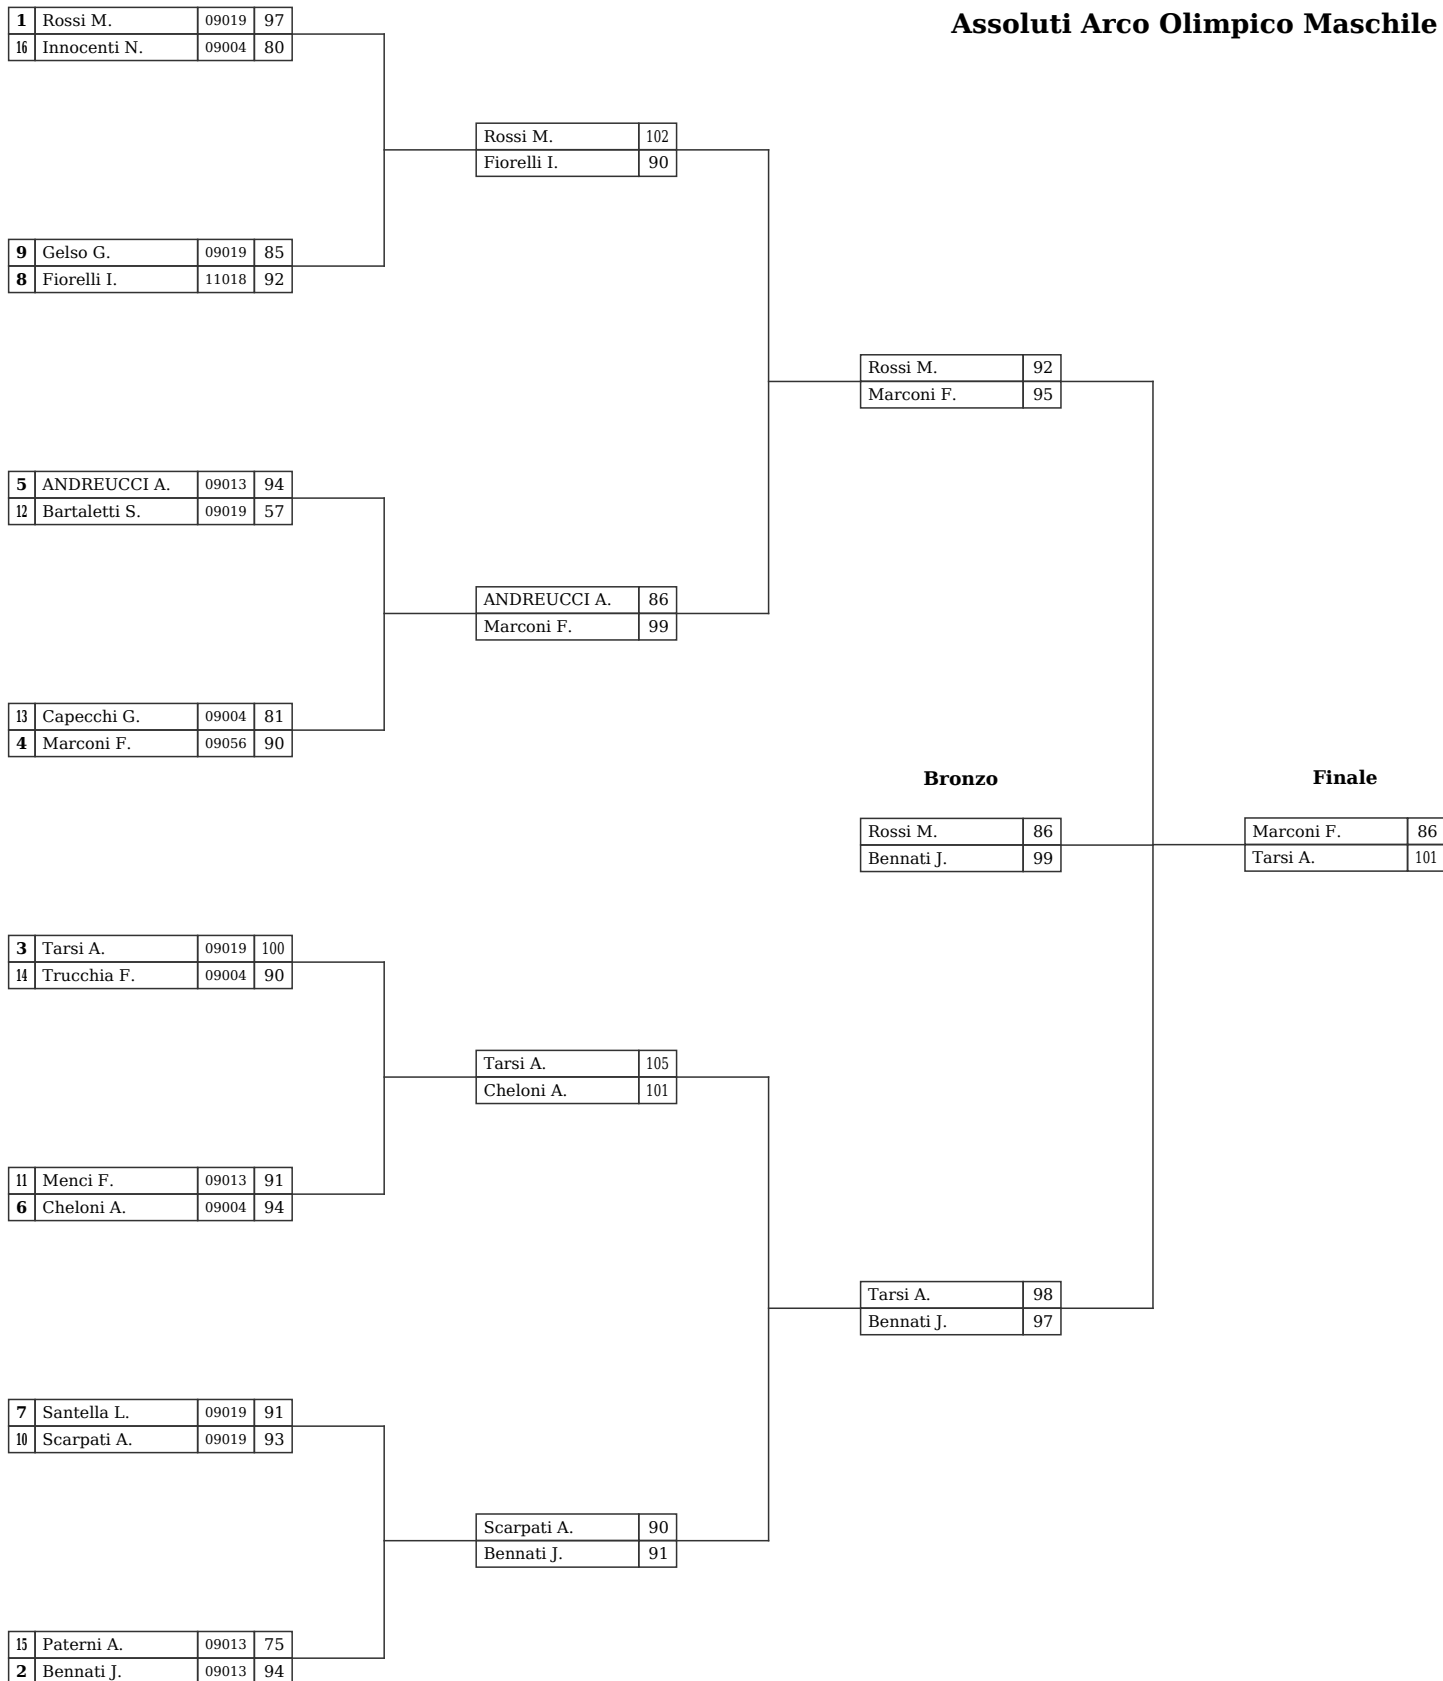 Assoluti Arco Olimpico Maschile
1 Rossi M. 09019 97
16 Innocenti N. 09004 80
Rossi M. 102
Fiorelli I. 90
9 Gelso G. 09019 85
8 Fiorelli I. 11018 92
Rossi M. 92
Marconi F. 95
5 ANDREUCCI A. 09013 94
12 Bartaletti S. 09019 57
ANDREUCCI A. 86
Marconi F. 99
13 Capecchi G. 09004 81
4 Marconi F. 09056 90
Bronzo
Finale
Rossi M. 86
Bennati J. 99
Marconi F. 86
Tarsi A. 101
3 Tarsi A. 09019 100
14 Trucchia F. 09004 90
Tarsi A. 105
Cheloni A. 101
11 Menci F. 09013 91
6 Cheloni A. 09004 94
Tarsi A. 98
Bennati J. 97
7 Santella L. 09019 91
10 Scarpati A. 09019 93
Scarpati A. 90
Bennati J. 91
15 Paterni A. 09013 75
2 Bennati J. 09013 94